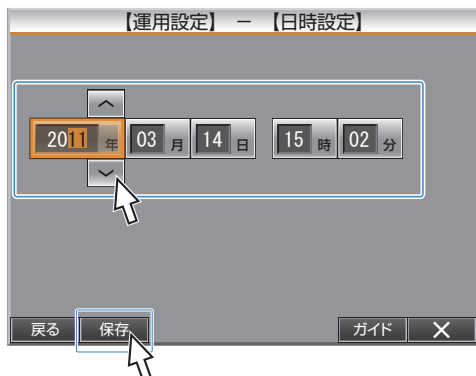 【運用設定】 － 【日時設定】
2011 年 03 月 14 日 15 時 02 分
戻る 保存 ガイド ×